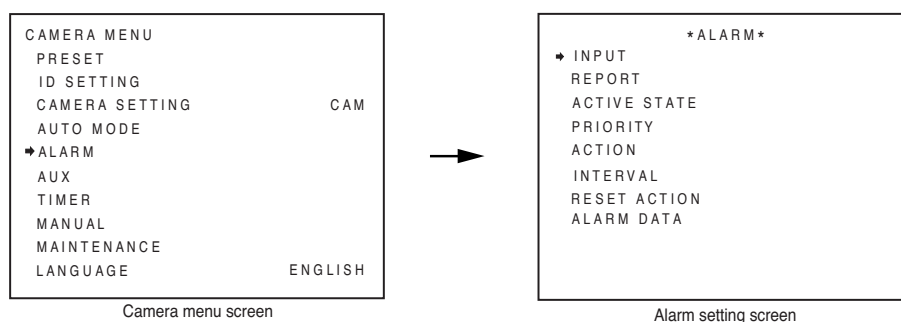 CAMERA MENU
PRESET
ID SETTING
CAMERA SETTING CAM
AUTO MODE
➡ALARM
AUX
TIMER
MANUAL
MAINTENANCE
LANGUAGE ENGLISH
Camera menu screen
*ALARM*
➡ INPUT
REPORT
ACTIVE STATE
PRIORITY
ACTION
INTERVAL
RESET ACTION
ALARM DATA
Alarm setting screen